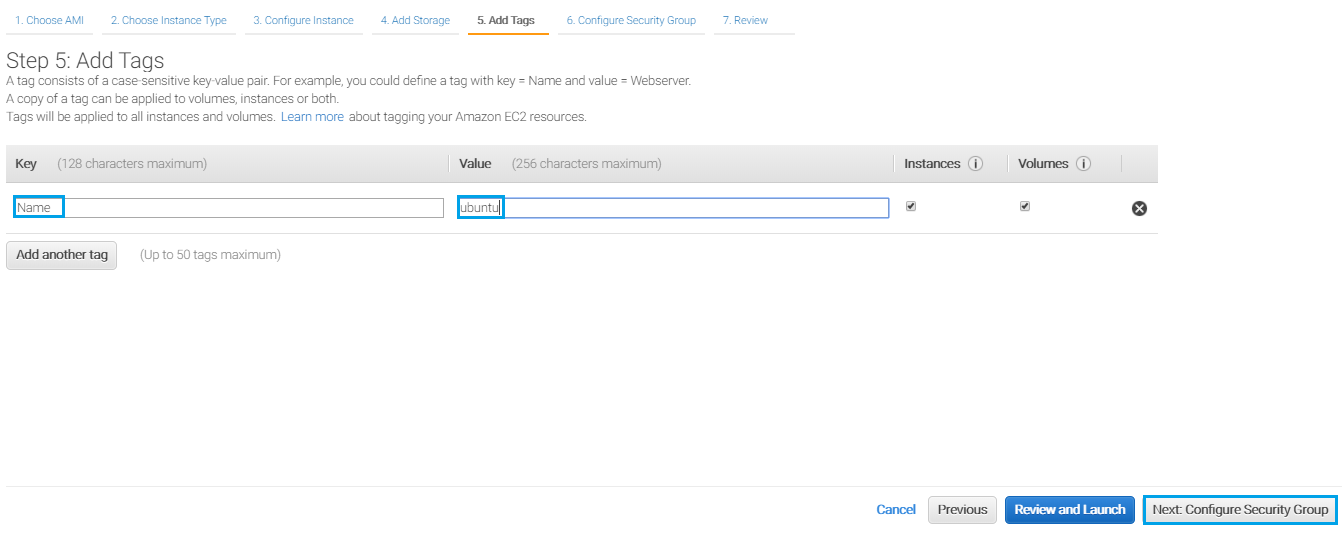 1. Choose AMI 2. Choose Instance Type 3. Configure Instance 4. Add Storage 5. Add Tags 6. Configure Security Group 7. Review
Step 5: Add Tags
A tag consists of a case-sensitive key-value pair. For example, you could define a tag with key = Name and value = Webserver.
A copy of a tag can be applied to volumes, instances or both.
Tags will be applied to all instances and volumes. Learn more about tagging your Amazon EC2 resources.
Key (128 characters maximum) Value (256 characters maximum) Instances i Volumes i
Name ubuntu
Add another tag (Up to 50 tags maximum)
Cancel Previous Review and Launch Next: Configure Security Group